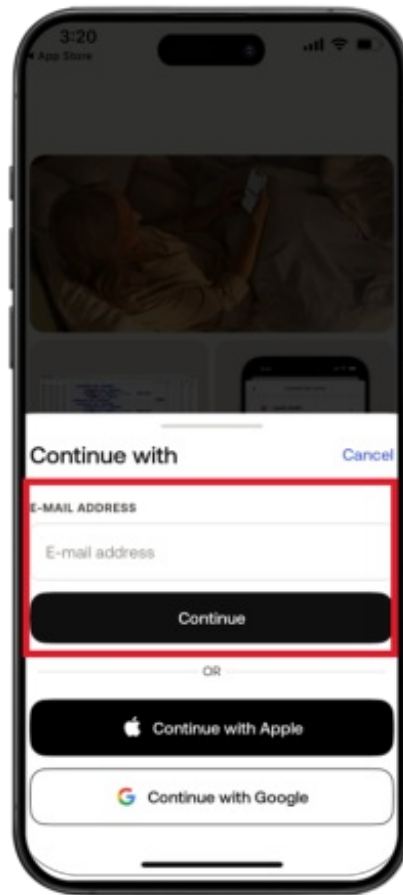 3:20
App Store
Continue with
Cancel
E-MAIL ADDRESS
E-mail address
Continue
OR
Continue with Apple
Continue with Google